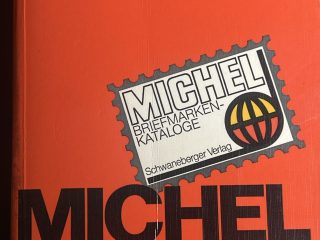 MICHEL
BRIEFMARKEN-
KATALOGE
Schwaneberger Verlag
MICHEL